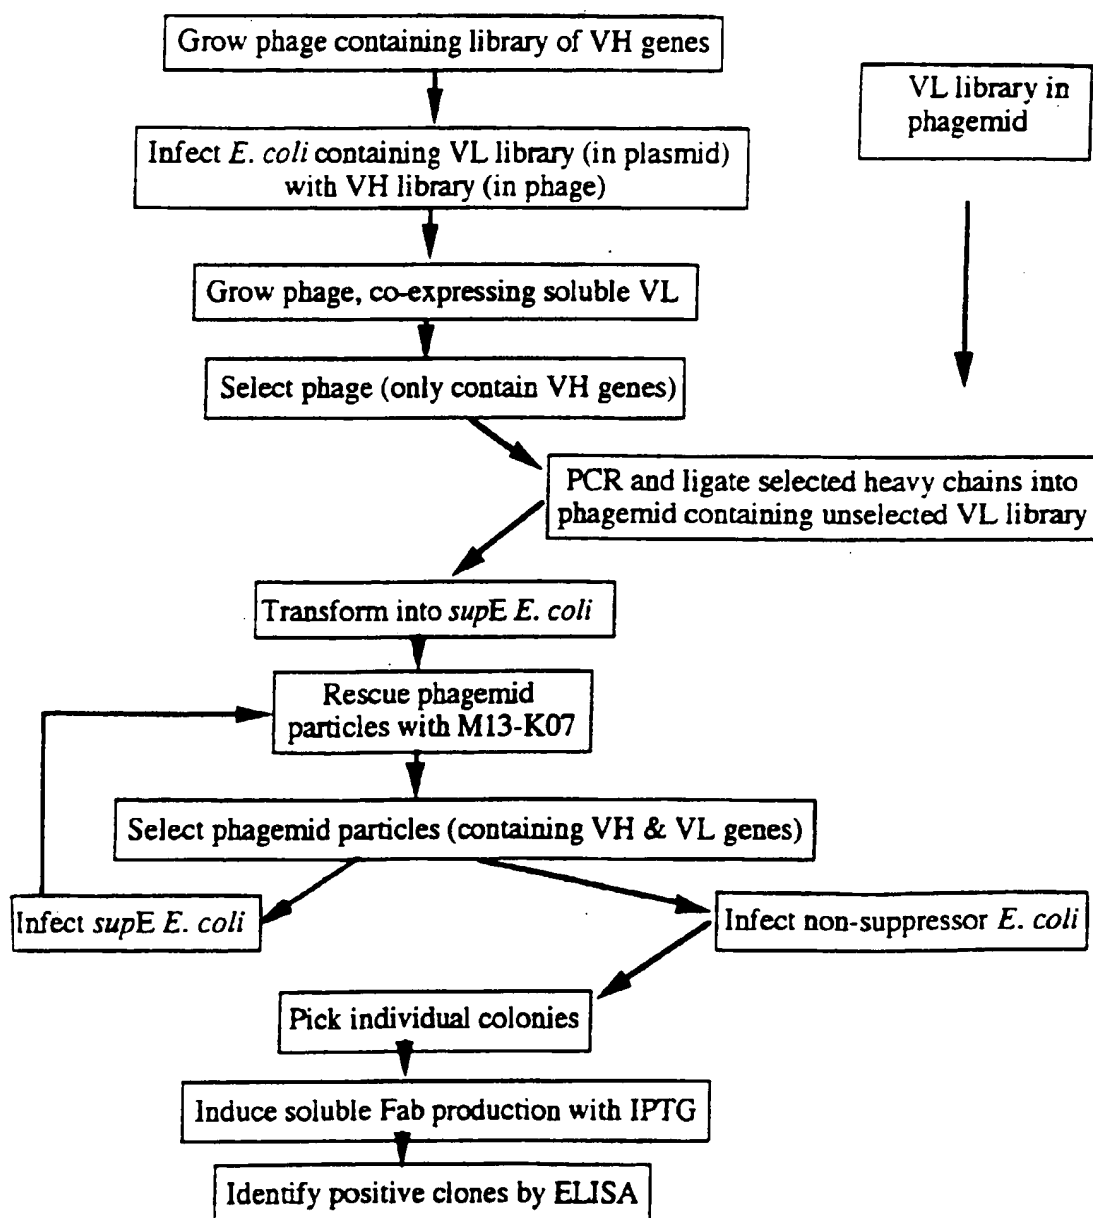 Grow phage containing library of VH genes
VL library in
phagemid
Infect E. coli containing VL library (in plasmid)
with VH library (in phage)
Grow phage, co-expressing soluble VL
Select phage (only contain VH genes)
PCR and ligate selected heavy chains into
phagemid containing unselected VL library
Transform into supE E. coli
Rescue phagemid
particles with M13-K07
Select phagemid particles (containing VH & VL genes)
Infect supE E. coli
Infect non-suppressor E. coli
Pick individual colonies
Induce soluble Fab production with IPTG
Identify positive clones by ELISA